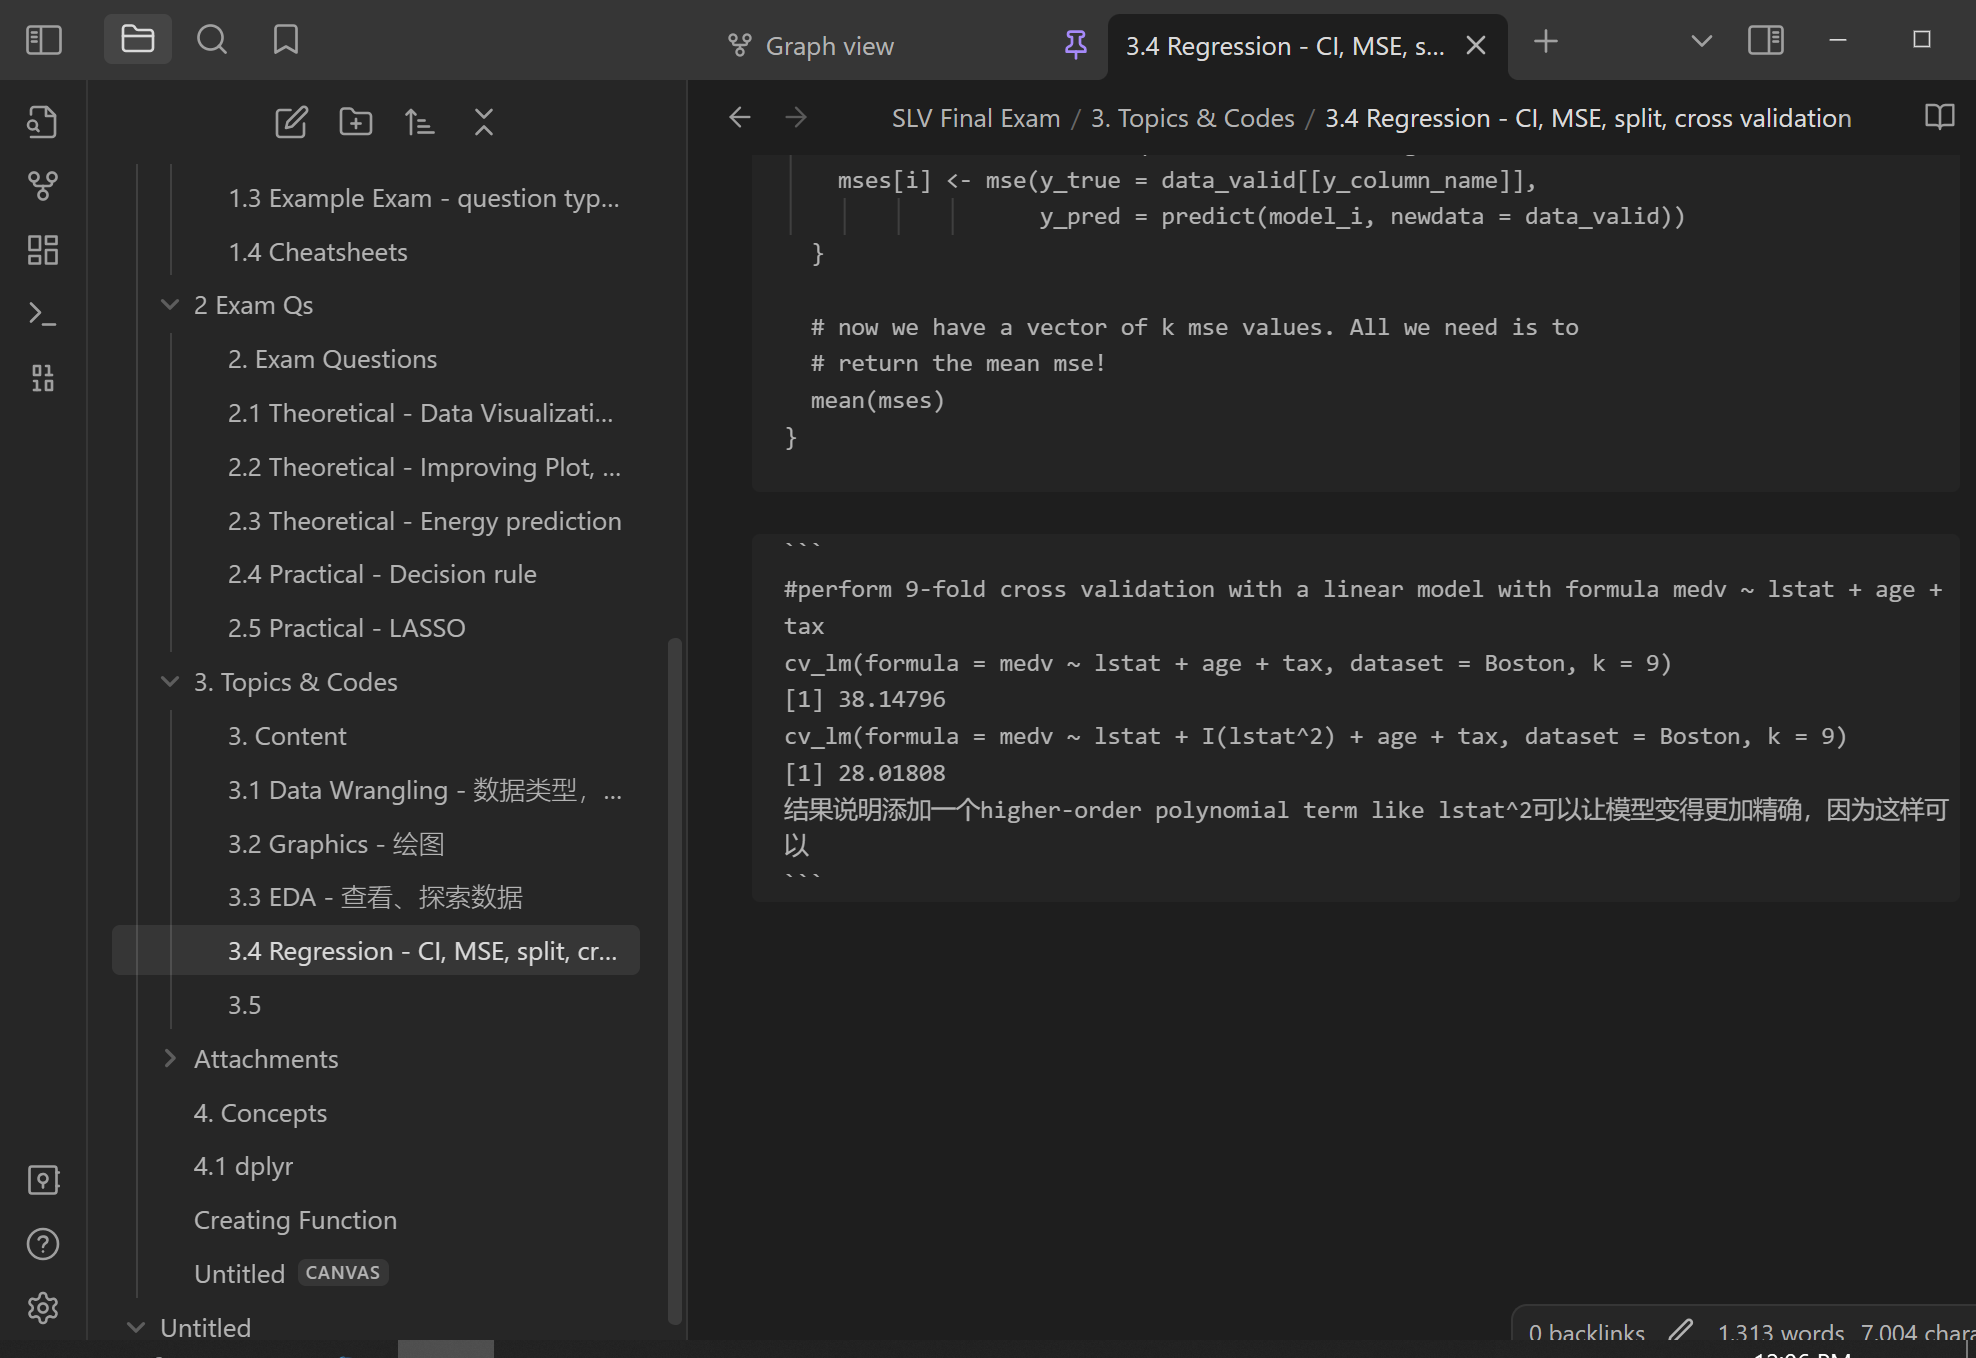 Graph view
3.4 Regression - CI, MSE, s...
SLV Final Exam / 3. Topics & Codes / 3.4 Regression - CI, MSE, split, cross validation
1.3 Example Exam - question typ...
1.4 Cheatsheets
2 Exam Qs
2. Exam Questions
2.1 Theoretical - Data Visualizati...
2.2 Theoretical - Improving Plot, ...
2.3 Theoretical - Energy prediction
2.4 Practical - Decision rule
2.5 Practical - LASSO
3. Topics & Codes
3. Content
3.1 Data Wrangling - 数据类型，...
3.2 Graphics - 绘图
3.3 EDA - 查看、探索数据
3.4 Regression - CI, MSE, split, cr...
3.5
Attachments
4. Concepts
4.1 dplyr
Creating Function
Untitled CANVAS
Untitled
mses[i] <- mse(y_true = data_valid[[y_column_name]],
y_pred = predict(model_i, newdata = data_valid))
}
# now we have a vector of k mse values. All we need is to
# return the mean mse!
mean(mses)
}
```
#perform 9-fold cross validation with a linear model with formula medv ~ lstat + age +
tax
cv_lm(formula = medv ~ lstat + age + tax, dataset = Boston, k = 9)
[1] 38.14796
cv_lm(formula = medv ~ lstat + I(lstat^2) + age + tax, dataset = Boston, k = 9)
[1] 28.01808
结果说明添加一个higher-order polynomial term like lstat^2可以让模型变得更加精确，因为这样可
以
```
0 backlinks 1,313 words 7,004 chara